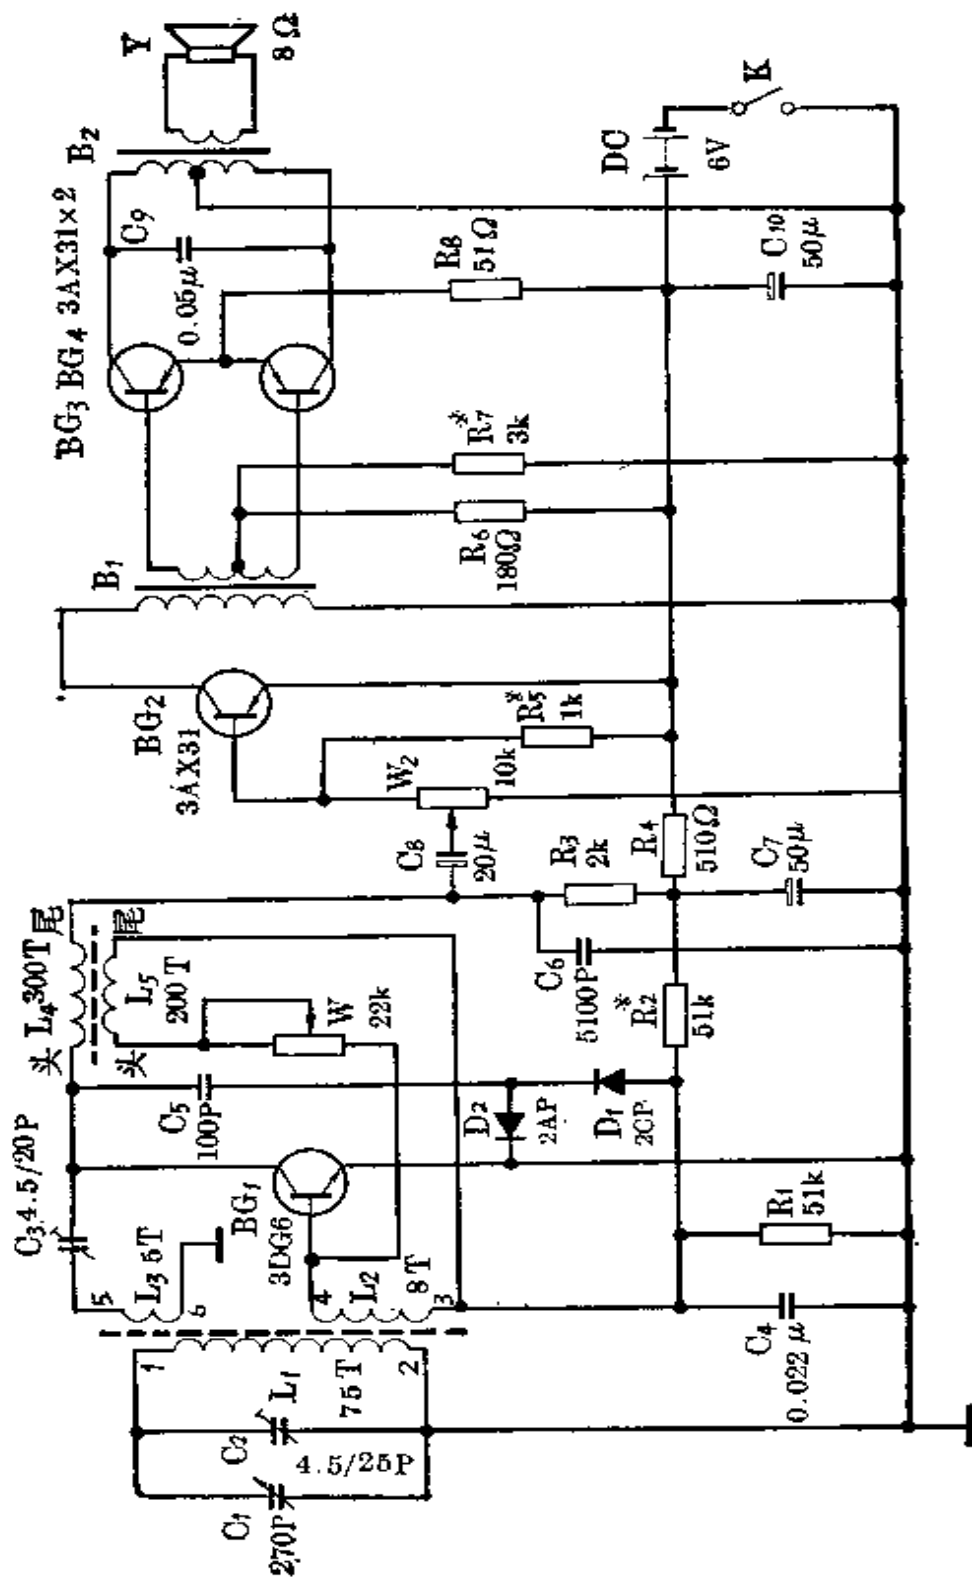 C₁
270P
C₂
4.5/25P
L₁
75T
1
2
5
6
L₃ 5T
4
3
L₂
8T
C₃ 4.5/20P
BG₁
3DG6
C₄
0.022μ
R₁
51k
C₅
100P
D₂
2AP
D₁
2CP
头 L₄ 300T 尾
头 L₅ 尾
200T
W
22k
C₆
5100P
R₂*
51k
R₃
2k
R₄
510Ω
C₇
50μ
C₈
20μ
W₂
10k
BG₂
3AX31
R₅*
1k
B₁
R₆
180Ω
R₇*
3k
BG₃ BG₄ 3AX31×2
C₉
0.05μ
R₈
51Ω
B₂
Y
8Ω
DC
6V
K
C₁₀
50μ